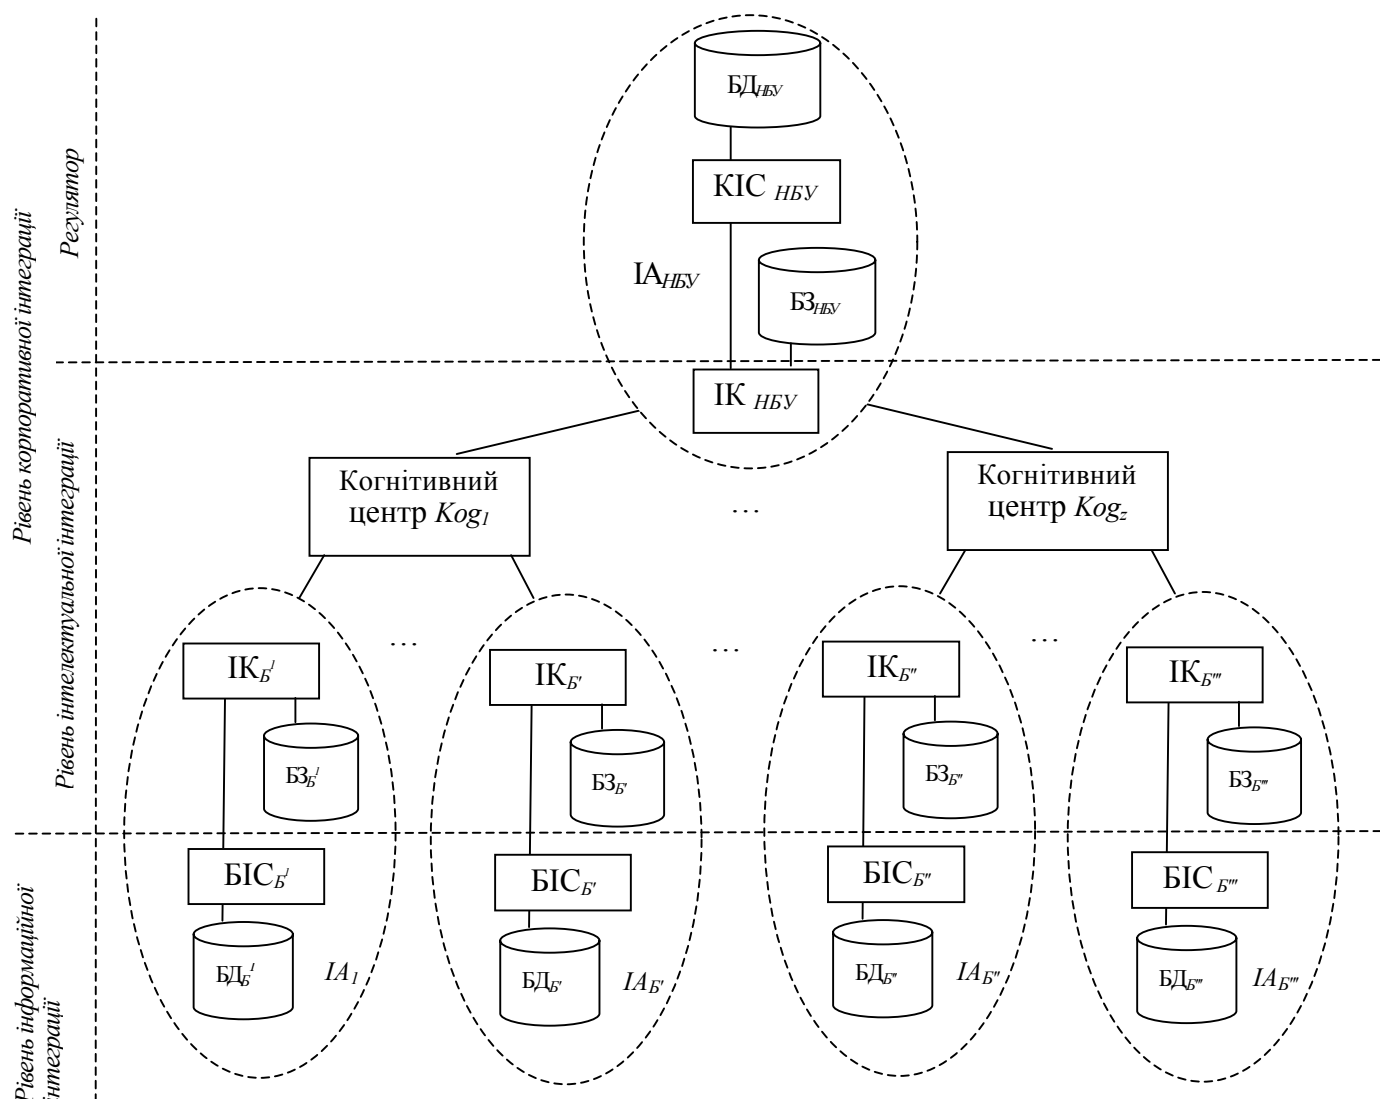 Рівень корпоративної інтеграції
Регулятор
БДНБУ
КІС НБУ
ІАНБУ
БЗНБУ
ІК НБУ
Рівень інтелектуальної інтеграції
Когнітивний
центр Kog1
...
Когнітивний
центр Kogz
...
...
...
ІКБ1
ІКБ'
ІКБ''
ІКБ'''
БЗБ1
БЗБ'
БЗБ''
БЗБ'''
Рівень інформаційної
інтеграції
БІСБ1
БІСБ'
БІСБ''
БІС Б'''
БДБ1
ІА1
БДБ'
ІАБ'
БДБ''
ІАБ''
БДБ'''
ІАБ'''